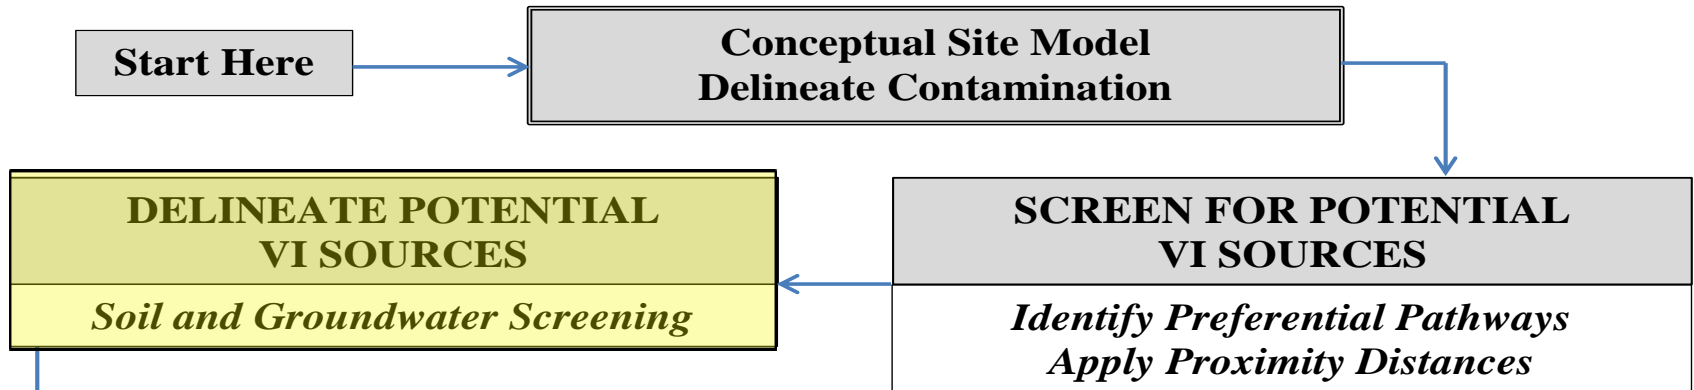 Start Here
Conceptual Site Model
Delineate Contamination
SCREEN FOR POTENTIAL
VI SOURCES
Identify Preferential Pathways
Apply Proximity Distances
DELINEATE POTENTIAL
VI SOURCES
Soil and Groundwater Screening